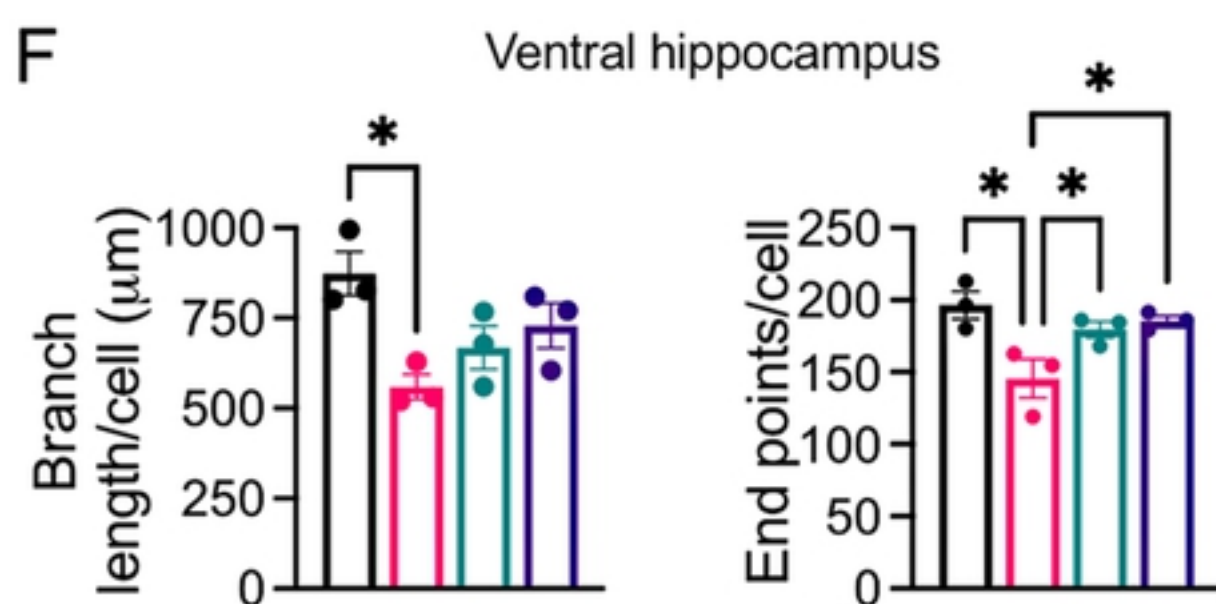 F
Ventral hippocampus
*
Branch
length/cell (μm)
1000
750
500
250
0
*
* *
End points/cell
250
200
150
100
50
0